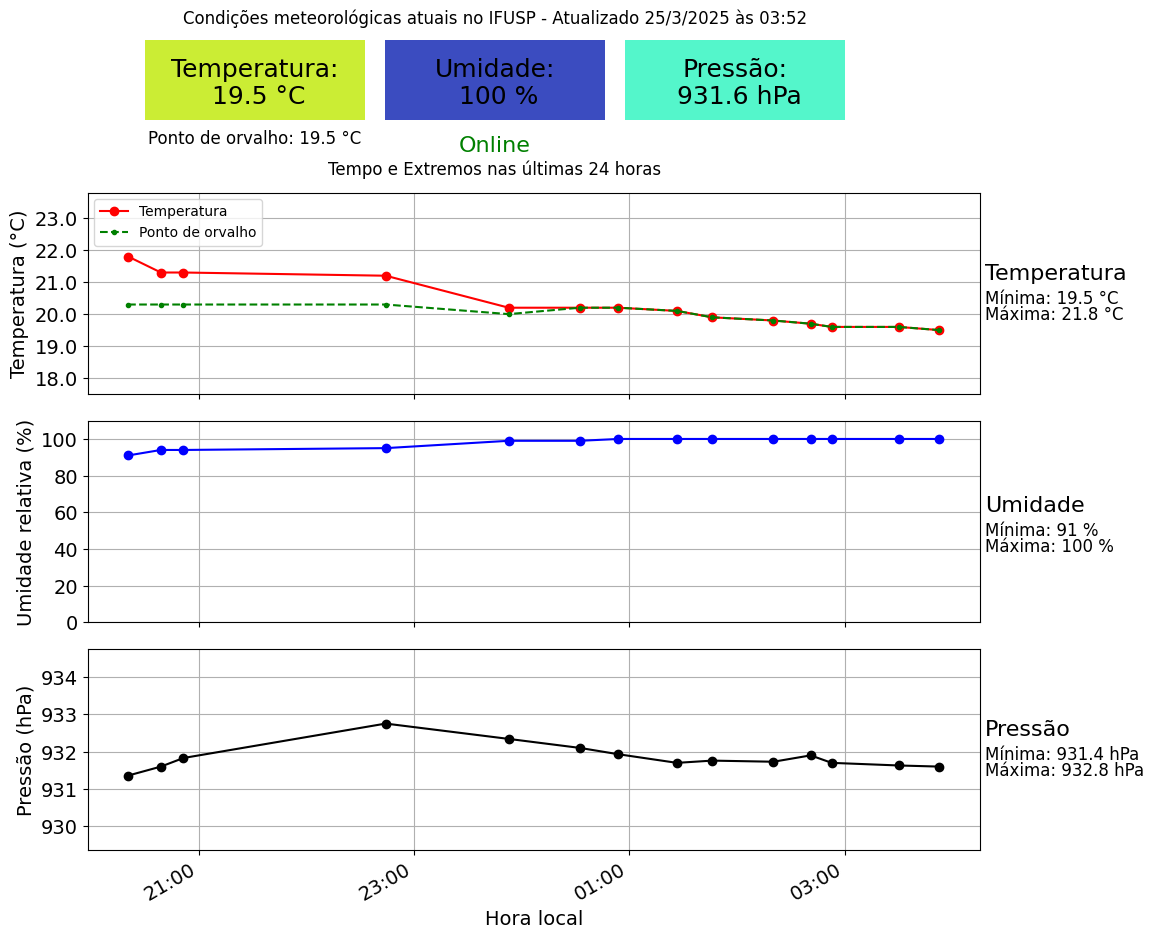 Condições meteorológicas atuais no IFUSP - Atualizado 25/3/2025 às 03:52
Temperatura:
19.5 °C
Umidade:
100 %
Pressão:
931.6 hPa
Ponto de orvalho: 19.5 °C
Online
Tempo e Extremos nas últimas 24 horas
Temperatura (°C)
23.0
22.0
21.0
20.0
19.0
18.0
Temperatura
Ponto de orvalho
Temperatura
Mínima: 19.5 °C
Máxima: 21.8 °C
Umidade relativa (%)
100
80
60
40
20
0
Umidade
Mínima: 91 %
Máxima: 100 %
Pressão (hPa)
934
933
932
931
930
Pressão
Mínima: 931.4 hPa
Máxima: 932.8 hPa
21:00
23:00
01:00
03:00
Hora local